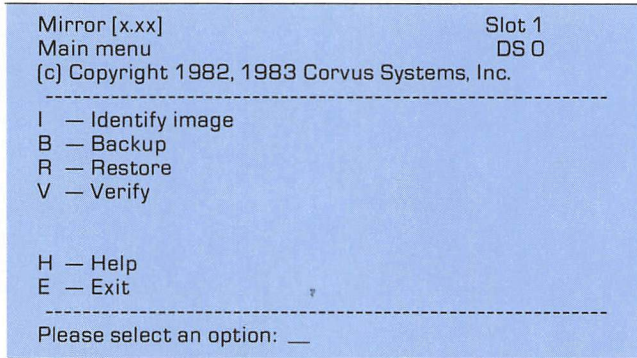 Mirror [x.xx] Slot 1
Main menu DS 0
(c) Copyright 1982, 1983 Corvus Systems, Inc.
--------------------------------------------------------
I — Identify image
B — Backup
R — Restore
V — Verify
H — Help
E — Exit
--------------------------------------------------------
Please select an option: __